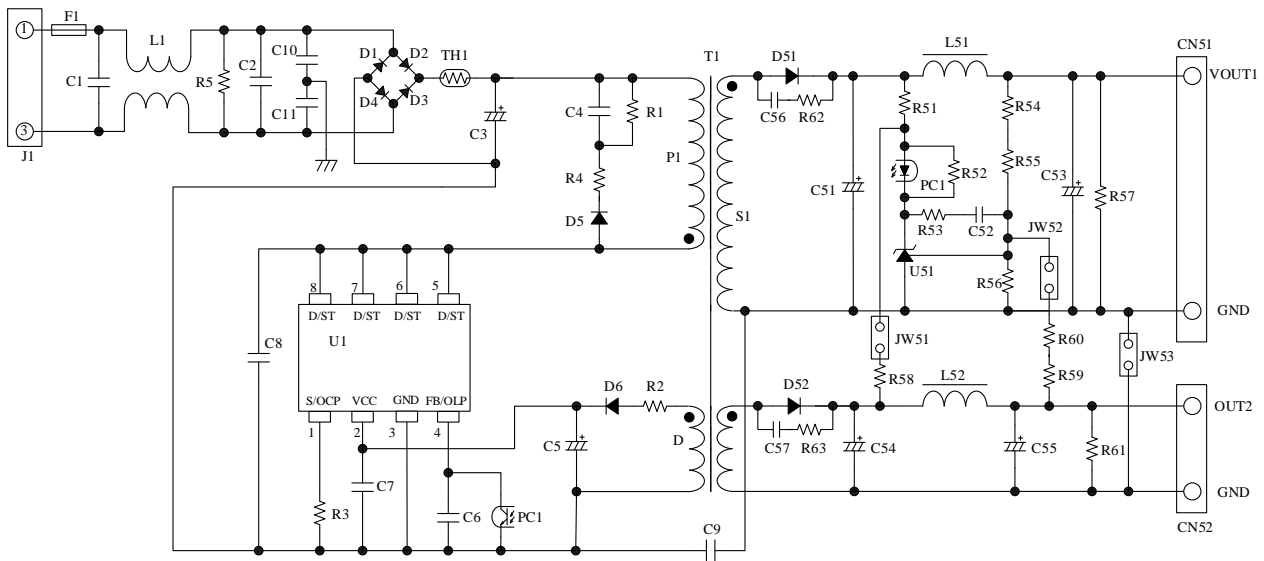 F1
1
3
J1
C1
L1
R5
C2
C10
C11
D1
D2
D4
D3
TH1
C3
C4
R1
R4
D5
P1
T1
S1
D51
C56
R62
C51
R51
PC1
R52
R53
C52
U51
L51
R54
R55
R56
C53
R57
JW52
CN51
VOUT1
GND
R60
R59
JW51
R58
JW53
8
7
6
5
D/ST
D/ST
D/ST
D/ST
U1
S/OCP
VCC
GND
FB/OLP
1
2
3
4
C8
R3
C7
C6
PC1
C5
D6
R2
D
C9
D52
C57
R63
C54
L52
C55
R61
OUT2
GND
CN52
+
+
+
+
+
+